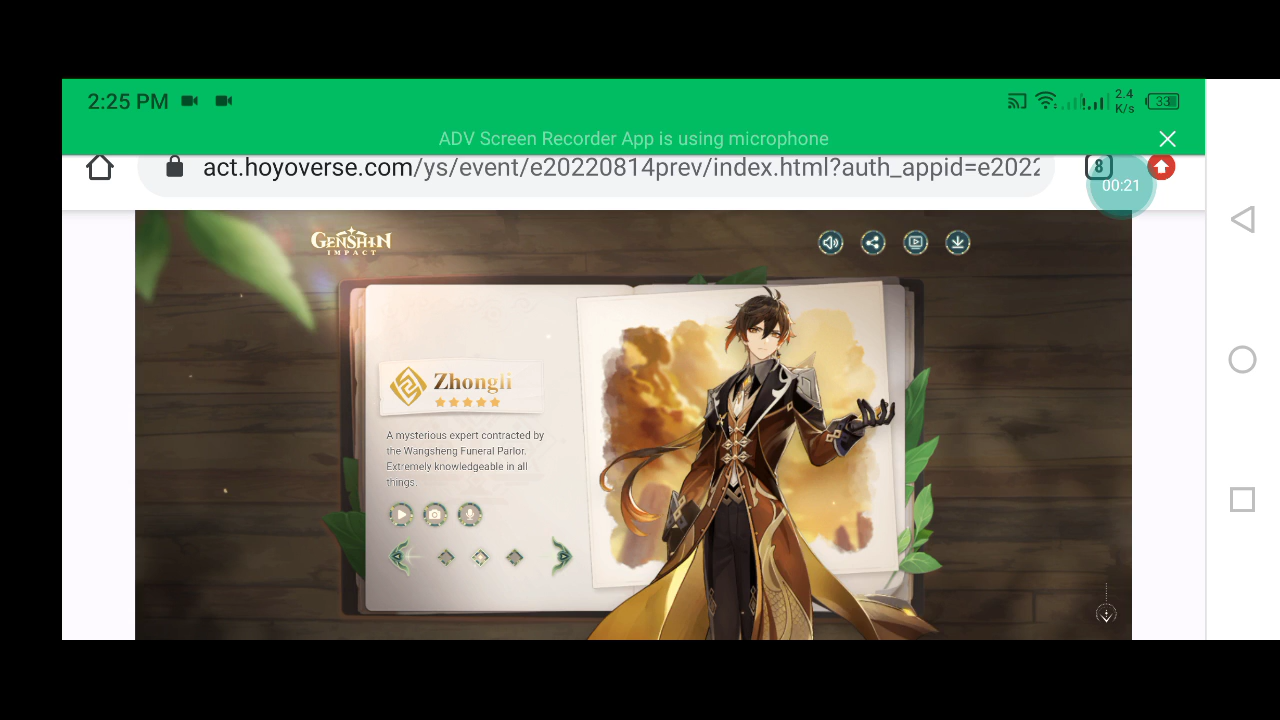 2:25 PM
2.4
K/s
33
ADV Screen Recorder App is using microphone
act.hoyoverse.com/ys/event/e20220814prev/index.html?auth_appid=e2022
8
00:21
GENSHIN
IMPACT
Zhongli
A mysterious expert contracted by
the Wangsheng Funeral Parlor.
Extremely knowledgeable in all
things.